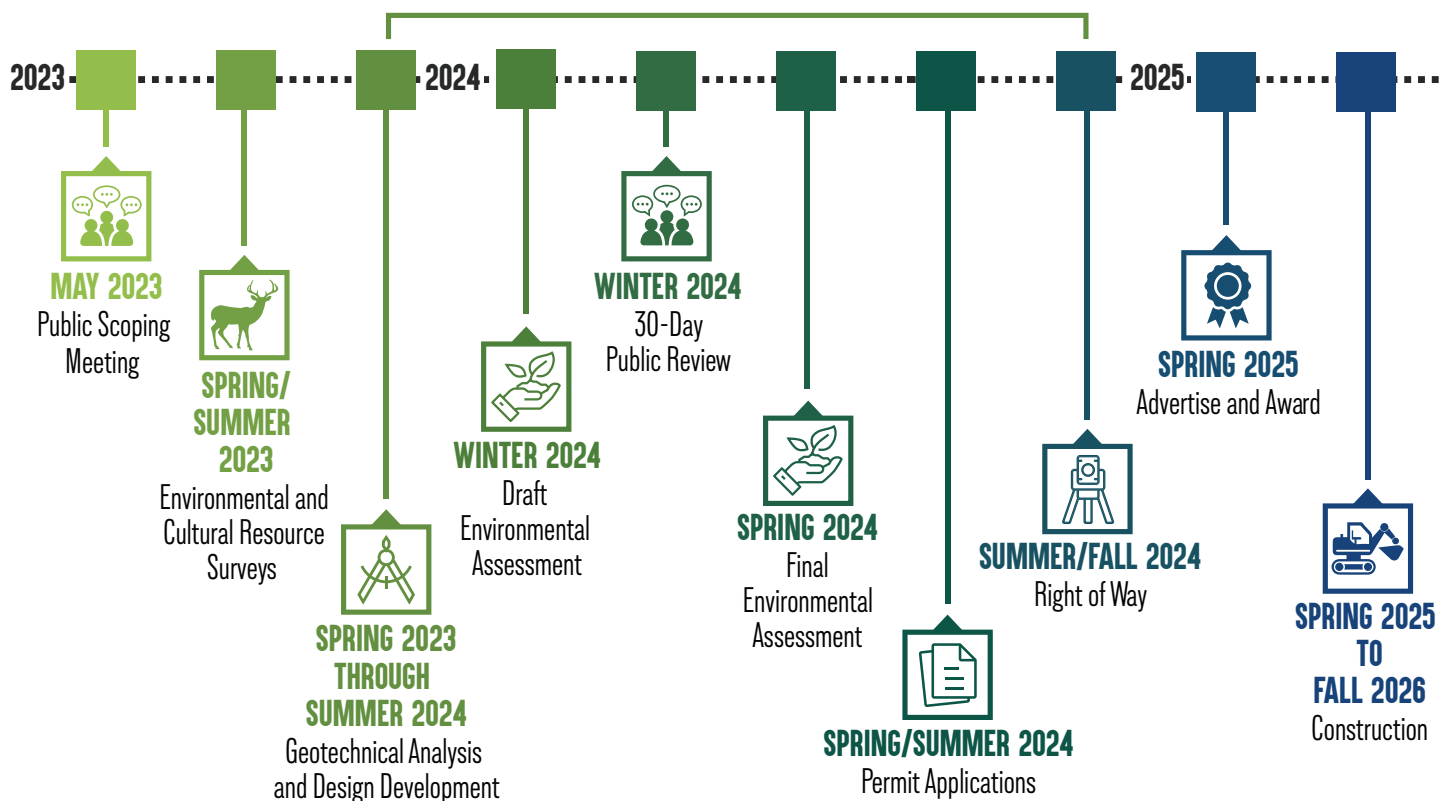 2023
2024
2025
MAY 2023
Public Scoping
Meeting
SPRING/
SUMMER
2023
Environmental and
Cultural Resource
Surveys
SPRING 2023
THROUGH
SUMMER 2024
Geotechnical Analysis
and Design Development
WINTER 2024
Draft
Environmental
Assessment
WINTER 2024
30-Day
Public Review
SPRING 2024
Final
Environmental
Assessment
SPRING/SUMMER 2024
Permit Applications
SUMMER/FALL 2024
Right of Way
SPRING 2025
Advertise and Award
SPRING 2025
TO
FALL 2026
Construction